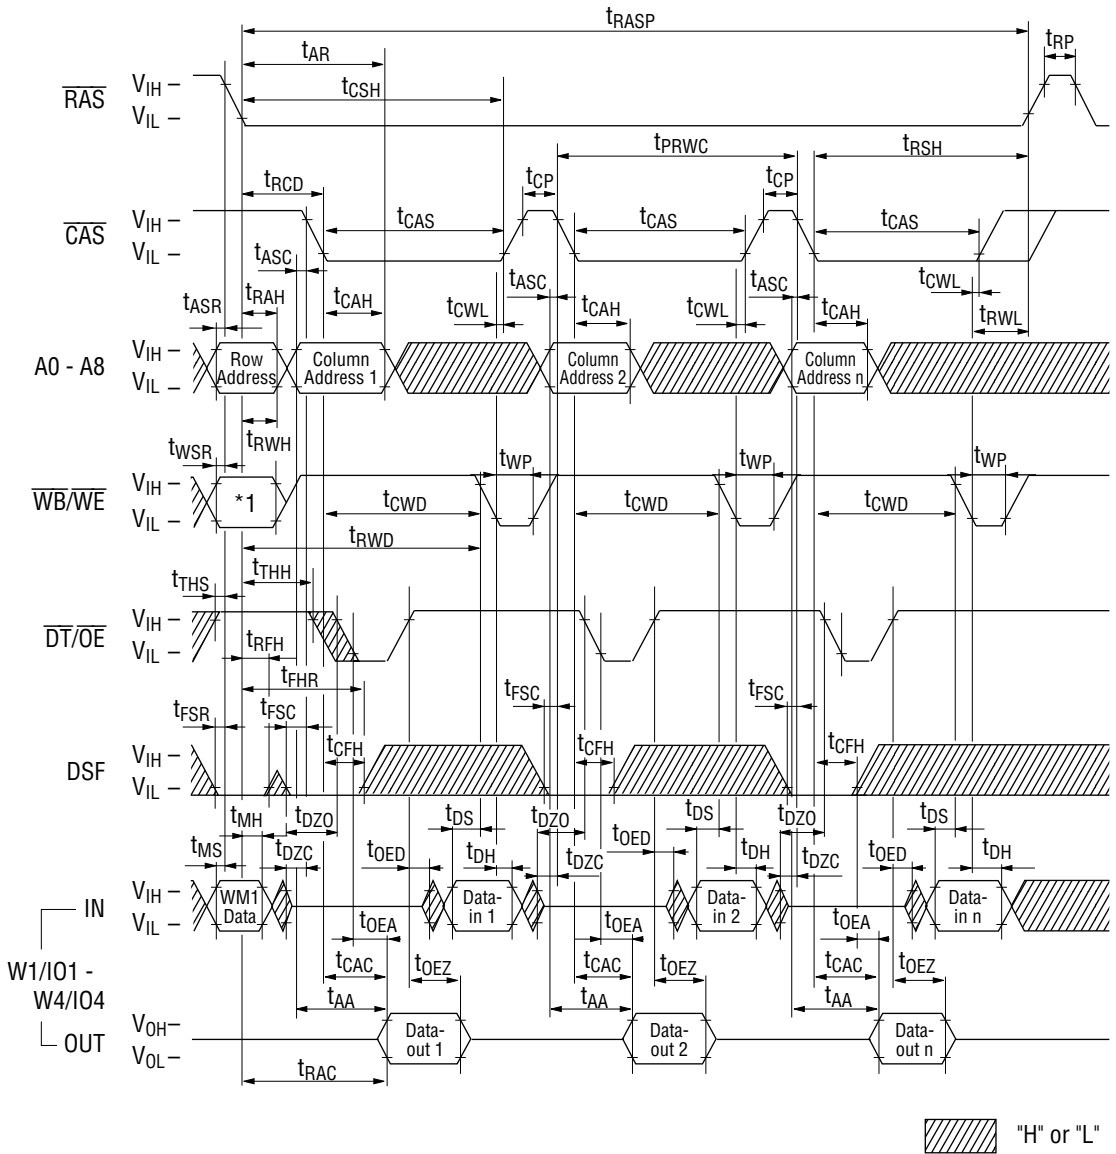 tRASP
tAR
tRP
RAS
VIH
VIL
tCSH
tPRWC
tRSH
tRCD
tCP
tCP
CAS
VIH
VIL
tCAS
tCAS
tCAS
tASC
tASC
tASC
tCWL
tASR
tRAH
tCAH
tCWL
tCAH
tCWL
tCAH
tRWL
A0 - A8
VIH
VIL
Row
Address
Column
Address 1
Column
Address 2
Column
Address n
tWSR
tRWH
tWP
tWP
tWP
WB/WE
VIH
VIL
*1
tCWD
tCWD
tCWD
tRWD
tTHS
tTHH
DT/OE
VIH
VIL
tRFH
tFHR
tFSR
tFSC
tFSC
tFSC
DSF
VIH
VIL
tCFH
tCFH
tCFH
tMH
tDZO
tDS
tDZO
tDS
tDZO
tDS
tMS
tDZC
tOED
tDH
tDZC
tOED
tDH
tDZC
tOED
tDH
IN
VIH
VIL
WM1
Data
Data-
in 1
Data-
in 2
Data-
in n
tOEA
tOEA
tOEA
W1/IO1 -
W4/IO4
tCAC
tOEZ
tCAC
tOEZ
tCAC
tOEZ
tAA
tAA
tAA
OUT
VOH
VOL
Data-
out 1
Data-
out 2
Data-
out n
tRAC
"H" or "L"